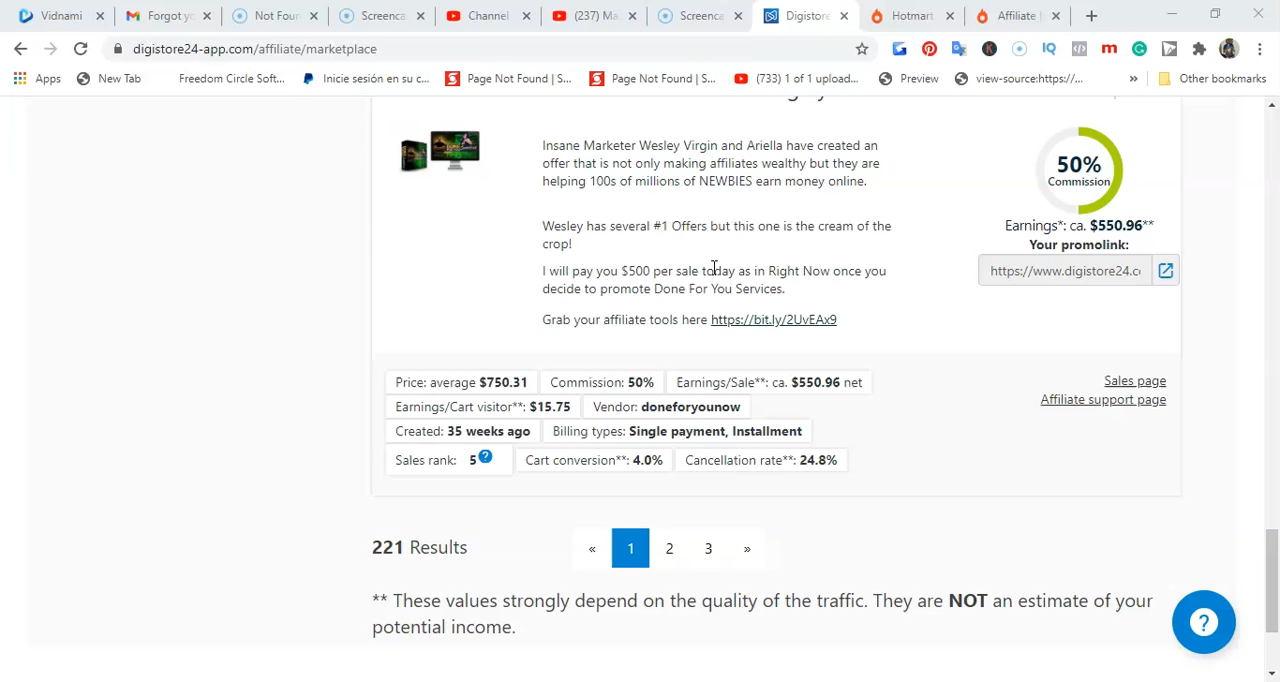 Vidnami
Forgot y
Not Foun
Screenca
Channel
(237) Ma
Screenca
Digistore
Hotmart
Affiliate
digistore24-app.com/affiliate/marketplace
Apps
New Tab
Freedom Circle Soft...
Inicie sesión en su c...
Page Not Found | S...
Page Not Found | S...
(733) 1 of 1 upload...
Preview
view-source:https://...
»
Other bookmarks
Insane Marketer Wesley Virgin and Ariella have created an
offer that is not only making affiliates wealthy but they are
helping 100s of millions of NEWBIES earn money online.
Wesley has several #1 Offers but this one is the cream of the
crop!
I will pay you $500 per sale today as in Right Now once you
decide to promote Done For You Services.
Grab your affiliate tools here https://bit.ly/2UvEAx9
50%
Commission
Earnings*: ca. $550.96**
Your promolink:
https://www.digistore24.c
Price: average $750.31
Commission: 50%
Earnings/Sale**: ca. $550.96 net
Earnings/Cart visitor**: $15.75
Vendor: doneforyounow
Created: 35 weeks ago
Billing types: Single payment, Installment
Sales rank: 5 ?
Cart conversion**: 4.0%
Cancellation rate**: 24.8%
Sales page
Affiliate support page
221 Results
« 1 2 3 »
** These values strongly depend on the quality of the traffic. They are NOT an estimate of your
potential income.
?